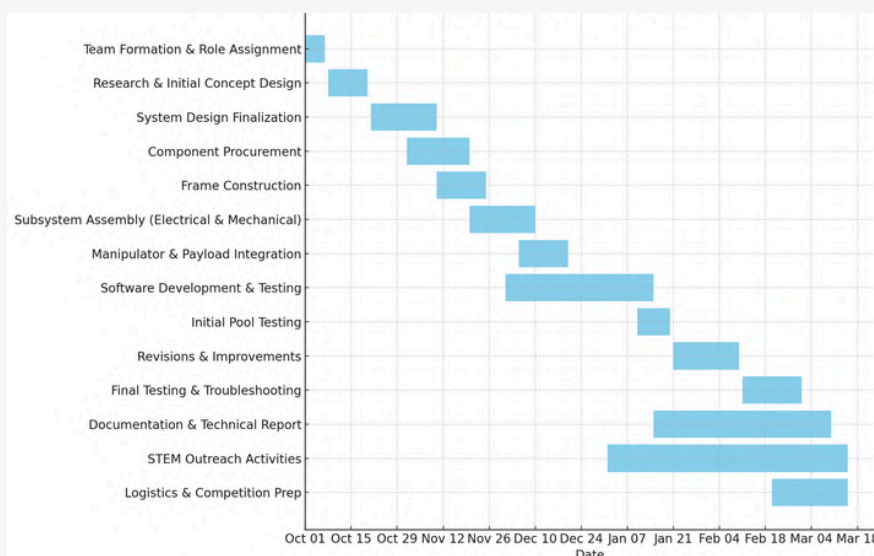 Team Formation & Role Assignment
Research & Initial Concept Design
System Design Finalization
Component Procurement
Frame Construction
Subsystem Assembly (Electrical & Mechanical)
Manipulator & Payload Integration
Software Development & Testing
Initial Pool Testing
Revisions & Improvements
Final Testing & Troubleshooting
Documentation & Technical Report
STEM Outreach Activities
Logistics & Competition Prep
Oct 01 Oct 15 Oct 29 Nov 12 Nov 26 Dec 10 Dec 24 Jan 07 Jan 21 Feb 04 Feb 18 Mar 04 Mar 18
Date